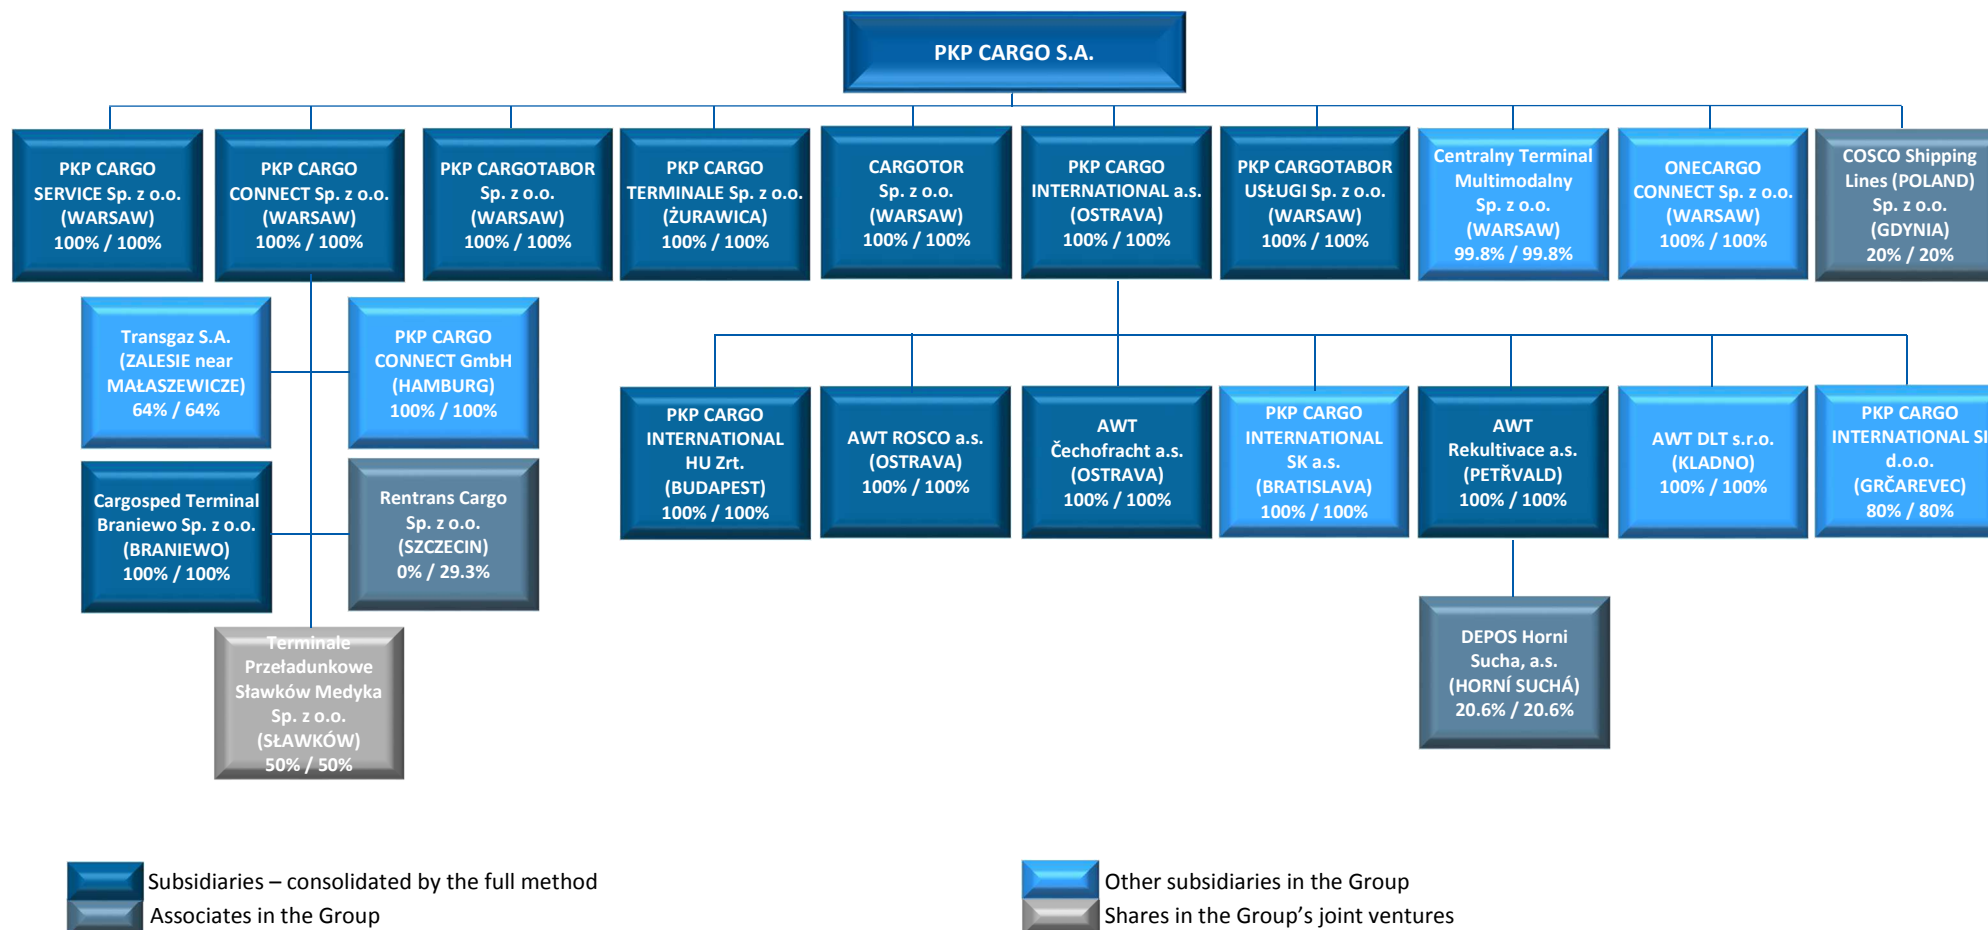 PKP CARGO S.A.
PKP CARGO
SERVICE Sp. z o.o.
(WARSAW)
100% / 100%
PKP CARGO
CONNECT Sp. z o.o.
(WARSAW)
100% / 100%
PKP CARGOTABOR
Sp. z o.o.
(WARSAW)
100% / 100%
PKP CARGO
TERMINALE Sp. z o.o.
(ŻURAWICA)
100% / 100%
CARGOTOR
Sp. z o.o.
(WARSAW)
100% / 100%
PKP CARGO
INTERNATIONAL a.s.
(OSTRAVA)
100% / 100%
PKP CARGOTABOR
USŁUGI Sp. z o.o.
(WARSAW)
100% / 100%
Centralny Terminal
Multimodalny
Sp. z o.o.
(WARSAW)
99.8% / 99.8%
ONECARGO
CONNECT Sp. z o.o.
(WARSAW)
100% / 100%
COSCO Shipping
Lines (POLAND)
Sp. z o.o.
(GDYNIA)
20% / 20%
Transgaz S.A.
(ZALESIE near
MAŁASZEWICZE)
64% / 64%
PKP CARGO
CONNECT GmbH
(HAMBURG)
100% / 100%
Cargosped Terminal
Braniewo Sp. z o.o.
(BRANIEWO)
100% / 100%
Rentrans Cargo
Sp. z o.o.
(SZCZECIN)
0% / 29.3%
Terminale
Przeładunkowe
Sławków Medyka
Sp. z o.o.
(SŁAWKÓW)
50% / 50%
PKP CARGO
INTERNATIONAL
HU Zrt.
(BUDAPEST)
100% / 100%
AWT ROSCO a.s.
(OSTRAVA)
100% / 100%
AWT
Čechofracht a.s.
(OSTRAVA)
100% / 100%
PKP CARGO
INTERNATIONAL
SK a.s.
(BRATISLAVA)
100% / 100%
AWT
Rekultivace a.s.
(PETŘVALD)
100% / 100%
AWT DLT s.r.o.
(KLADNO)
100% / 100%
PKP CARGO
INTERNATIONAL SI
d.o.o.
(GRČAREVEC)
80% / 80%
DEPOS Horni
Sucha, a.s.
(HORNÍ SUCHÁ)
20.6% / 20.6%
Subsidiaries – consolidated by the full method
Associates in the Group
Other subsidiaries in the Group
Shares in the Group's joint ventures